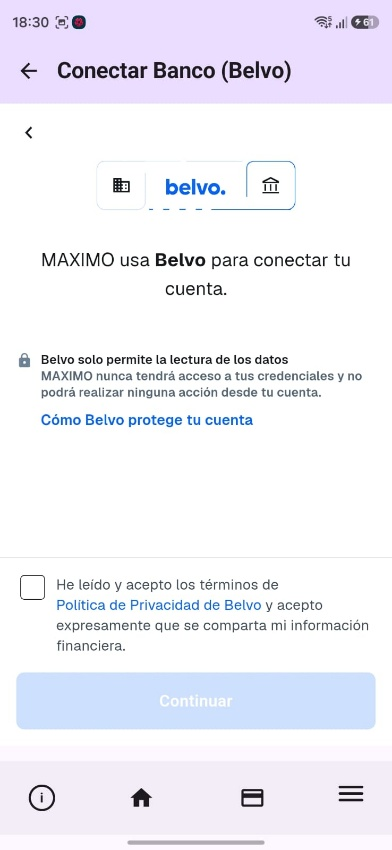 18:30
61
Conectar Banco (Belvo)
belvo.
MAXIMO usa Belvo para conectar tu
cuenta.
Belvo solo permite la lectura de los datos
MAXIMO nunca tendrá acceso a tus credenciales y no
podrá realizar ninguna acción desde tu cuenta.
Cómo Belvo protege tu cuenta
He leído y acepto los términos de
Política de Privacidad de Belvo y acepto
expresamente que se comparta mi información
financiera.
Continuar